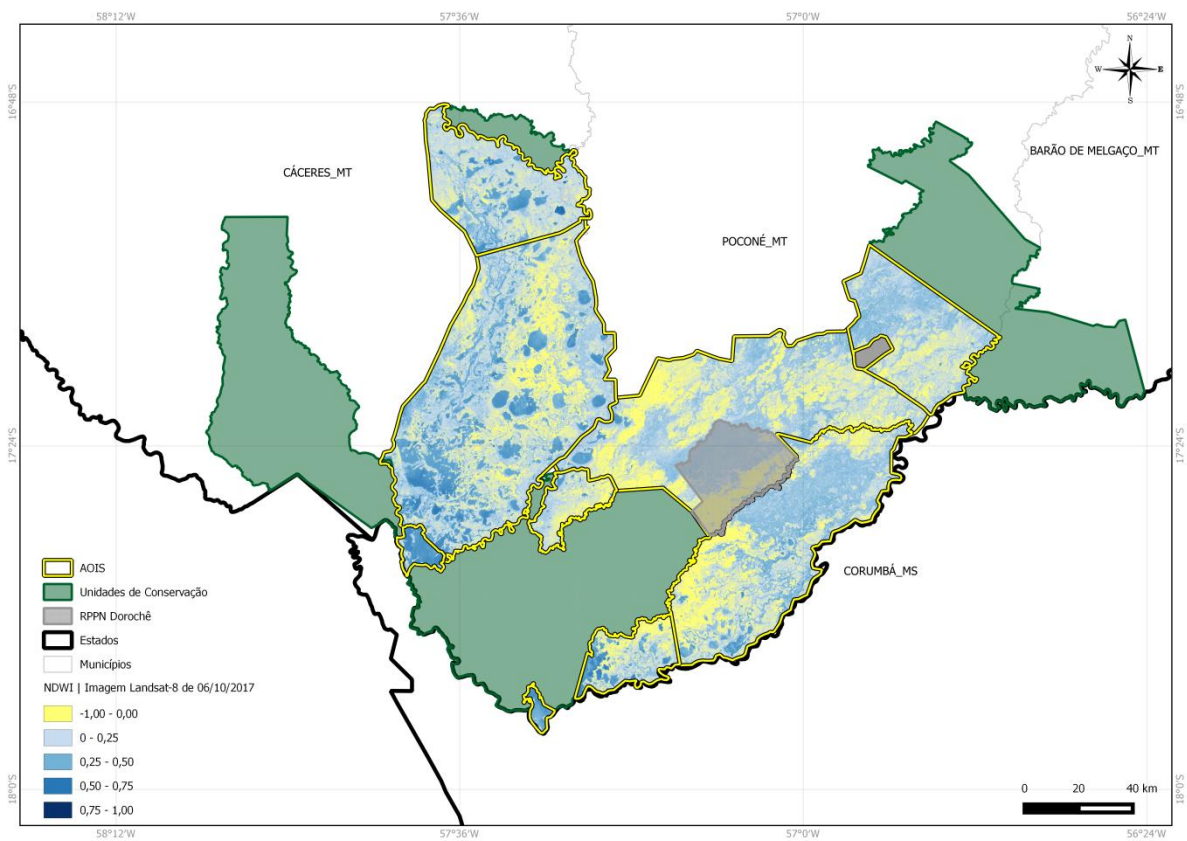 58°12'W 57°36'W 57°0'W 56°24'W
N
W E
S
16°48'S 16°48'S
BARÃO DE MELGAÇO_MT
CÁCERES_MT
POCONÉ_MT
17°24'S 17°24'S
CORUMBÁ_MS
AOIS
Unidades de Conservação
RPPN Dorochê
Estados
Municípios
NDWI | Imagem Landsat-8 de 06/10/2017
-1,00 - 0,00
0 - 0,25
0,25 - 0,50
0,50 - 0,75
0,75 - 1,00
18°0'S 18°0'S
0 20 40 km
58°12'W 57°36'W 57°0'W 56°24'W